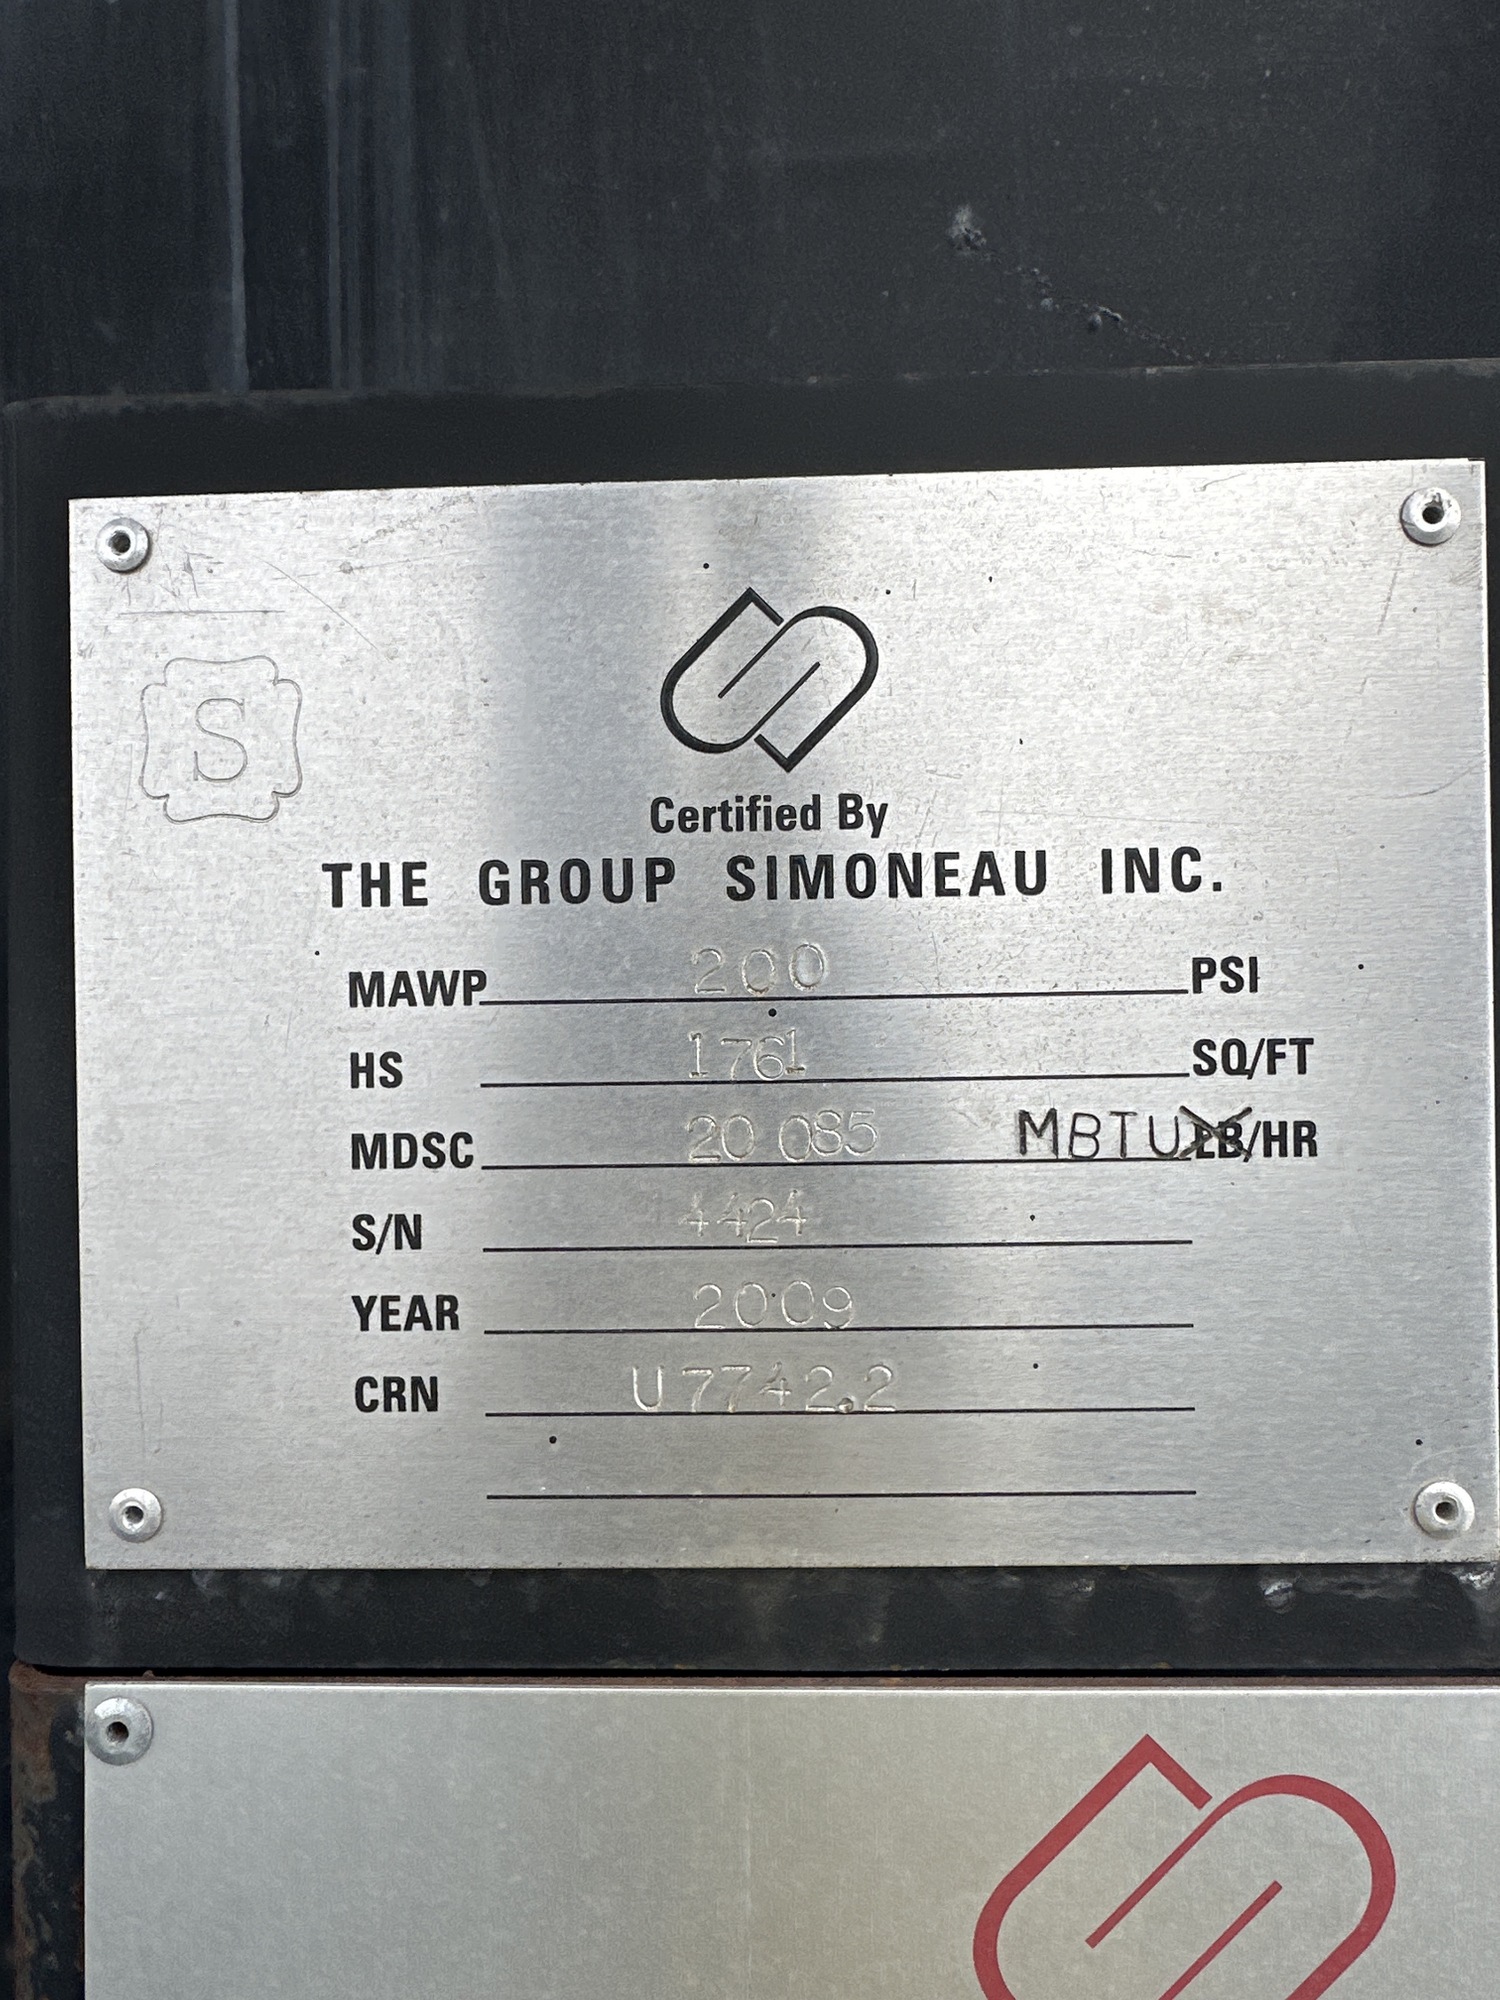 S
Certified By
THE GROUP SIMONEAU INC.
MAWP 200 PSI
HS 1761 SQ/FT
MDSC 20 085 MBTU LB/HR
S/N 4424
YEAR 2009
CRN U7742.2